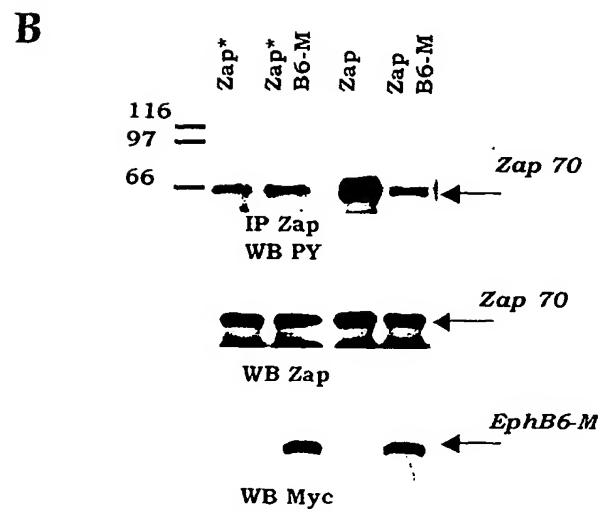 B
Zap*
Zap*
B6-M
Zap
Zap
B6-M
116
97
66
Zap 70
IP Zap
WB PY
Zap 70
WB Zap
EphB6-M
WB Myc